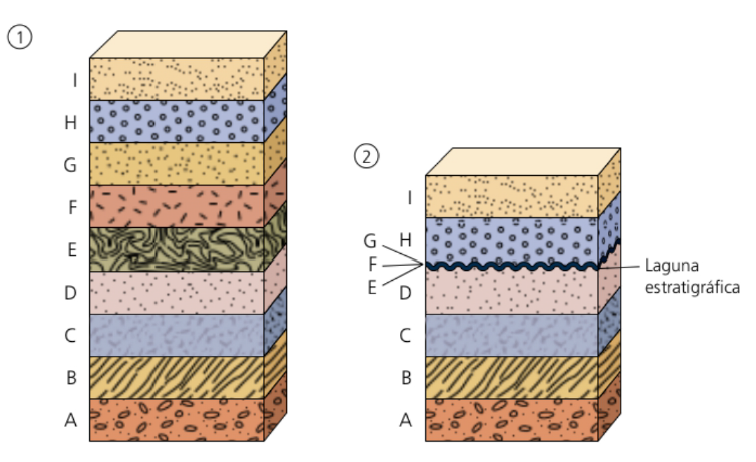 1
I
H
G
F
E
D
C
B
A
2
I
H
G
F
E
D
C
B
A
Laguna
estratigráfica